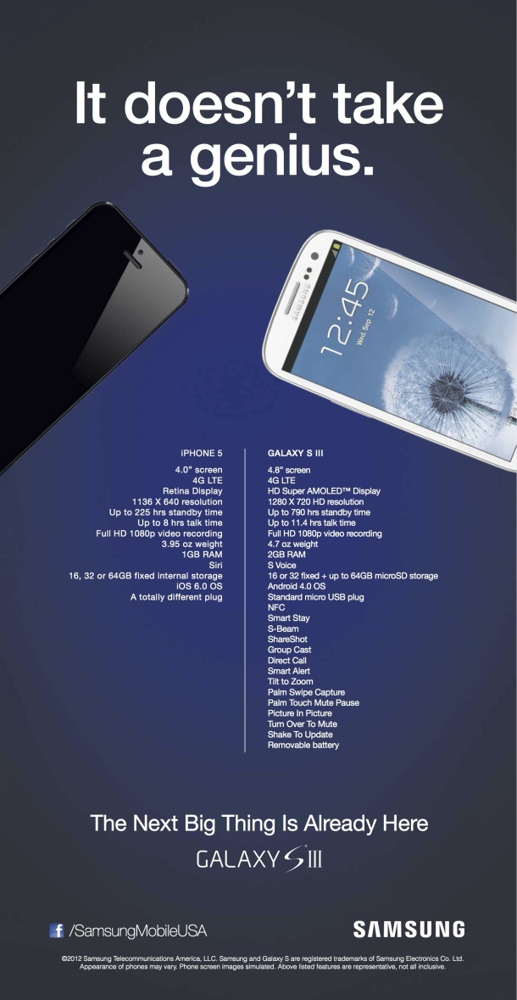 It doesn't take
a genius.
SAMSUNG
12:45
Wed, Sep 12
iPHONE 5
4.0” screen
4G LTE
Retina Display
1136 X 640 resolution
Up to 225 hrs standby time
Up to 8 hrs talk time
Full HD 1080p video recording
3.95 oz weight
1GB RAM
Siri
16, 32 or 64GB fixed internal storage
iOS 6.0 OS
A totally different plug
GALAXY S III
4.8” screen
4G LTE
HD Super AMOLED™ Display
1280 X 720 HD resolution
Up to 790 hrs standby time
Up to 11.4 hrs talk time
Full HD 1080p video recording
4.7 oz weight
2GB RAM
S Voice
16 or 32 fixed + up to 64GB microSD storage
Android 4.0 OS
Standard micro USB plug
NFC
Smart Stay
S-Beam
ShareShot
Group Cast
Direct Call
Smart Alert
Tilt to Zoom
Palm Swipe Capture
Palm Touch Mute Pause
Picture In Picture
Turn Over To Mute
Shake To Update
Removable battery
The Next Big Thing Is Already Here
GALAXY S III
f /SamsungMobileUSA
SAMSUNG
©2012 Samsung Telecommunications America, LLC. Samsung and Galaxy S are registered trademarks of Samsung Electronics Co. Ltd.
Appearance of phones may vary. Phone screen images simulated. Above listed features are representative, not all inclusive.